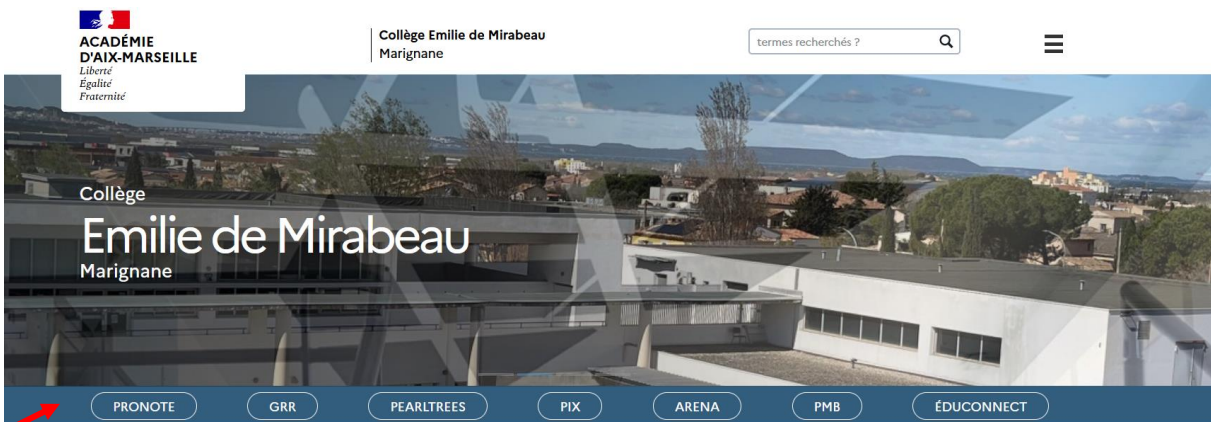 ACADÉMIE
D'AIX-MARSEILLE
Liberté
Égalité
Fraternité
Collège Emilie de Mirabeau
Marignane
termes recherchés ?
Collège
Emilie de Mirabeau
Marignane
PRONOTE GRR PEARLTREES PIX ARENA PMB ÉDUCONNECT